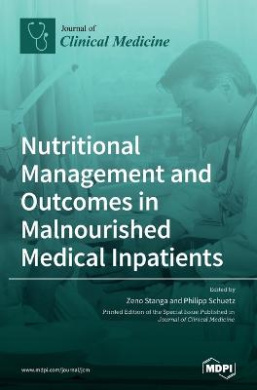 Journal of
Clinical Medicine
Nutritional
Management and
Outcomes in
Malnourished
Medical Inpatients
Edited by
Zeno Stanga and Philipp Schuetz
Printed Edition of the Special Issue Published in
Journal of Clinical Medicine
www.mdpi.com/journal/jcm
MDPI